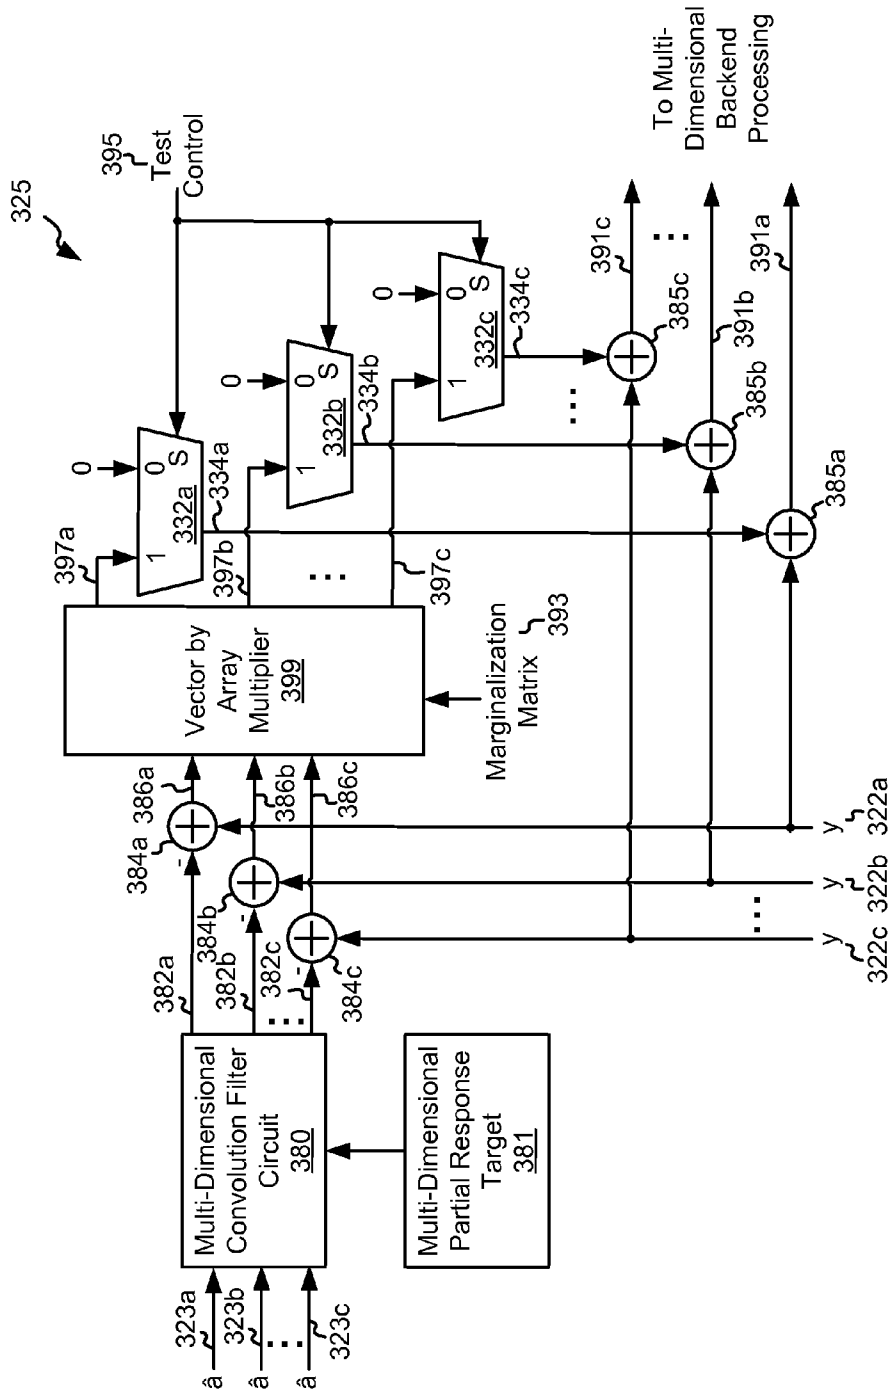 325
395
Test
Control
To Multi-
Dimensional
Backend
Processing
397a
0
1
0
S
332a
334a
397b
0
1
0
S
332b
334b
397c
0
1
0
S
332c
334c
...
...
391c
...
391b
391a
385c
385b
385a
Vector by
Array
Multiplier
399
Marginalization
Matrix
393
386a
386b
386c
384a
384b
384c
-
-
-
382a
382b
382c
...
Multi-Dimensional
Convolution Filter
Circuit
380
Multi-Dimensional
Partial Response
Target
381
â
323a
â
323b
...
â
323c
y
322a
y
322b
...
y
322c